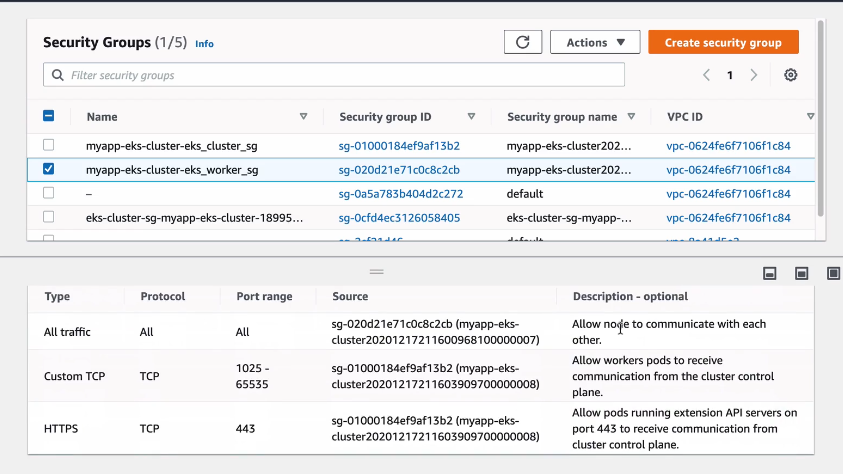 Security Groups (1/5) Info
Actions
Create security group
Filter security groups
1
Name Security group ID Security group name VPC ID
myapp-eks-cluster-eks_cluster_sg sg-01000184ef9af13b2 myapp-eks-cluster202... vpc-0624fe6f7106f1c84
myapp-eks-cluster-eks_worker_sg sg-020d21e71c0c8c2cb myapp-eks-cluster202... vpc-0624fe6f7106f1c84
– sg-0a5a783b404d2c272 default vpc-0624fe6f7106f1c84
eks-cluster-sg-myapp-eks-cluster-18995... sg-0cfd4ec3126058405 eks-cluster-sg-myapp-... vpc-0624fe6f7106f1c84
default
Type Protocol Port range Source Description - optional
All traffic All All sg-020d21e71c0c8c2cb (myapp-eks-
cluster20201217211600968100000007) Allow node to communicate with each
other.
Custom TCP TCP 1025 -
65535 sg-01000184ef9af13b2 (myapp-eks-
cluster20201217211603909700000008) Allow workers pods to receive
communication from the cluster control
plane.
HTTPS TCP 443 sg-01000184ef9af13b2 (myapp-eks-
cluster20201217211603909700000008) Allow pods running extension API servers on
port 443 to receive communication from
cluster control plane.